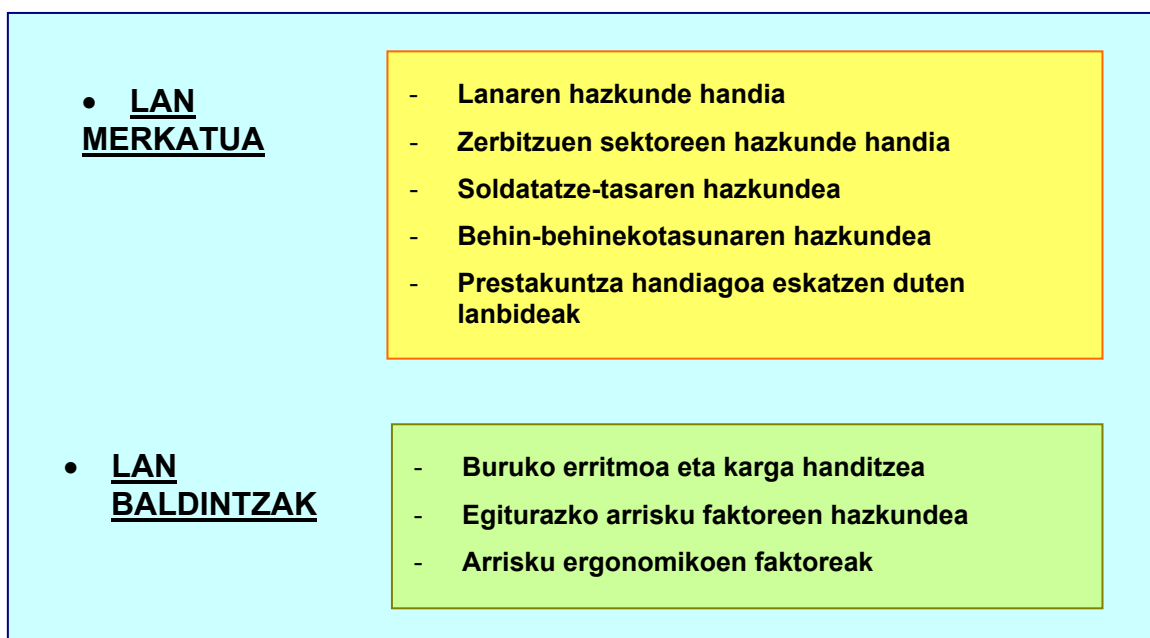 • LAN
MERKATUA
- Lanaren hazkunde handia
- Zerbitzuen sektoreen hazkunde handia
- Soldatatze-tasaren hazkundea
- Behin-behinekotasunaren hazkundea
- Prestakuntza handiagoa eskatzen duten
lanbideak
• LAN
BALDINTZAK
- Buruko erritmoa eta karga handitzea
- Egiturazko arrisku faktoreen hazkundea
- Arrisku ergonomikoen faktoreak